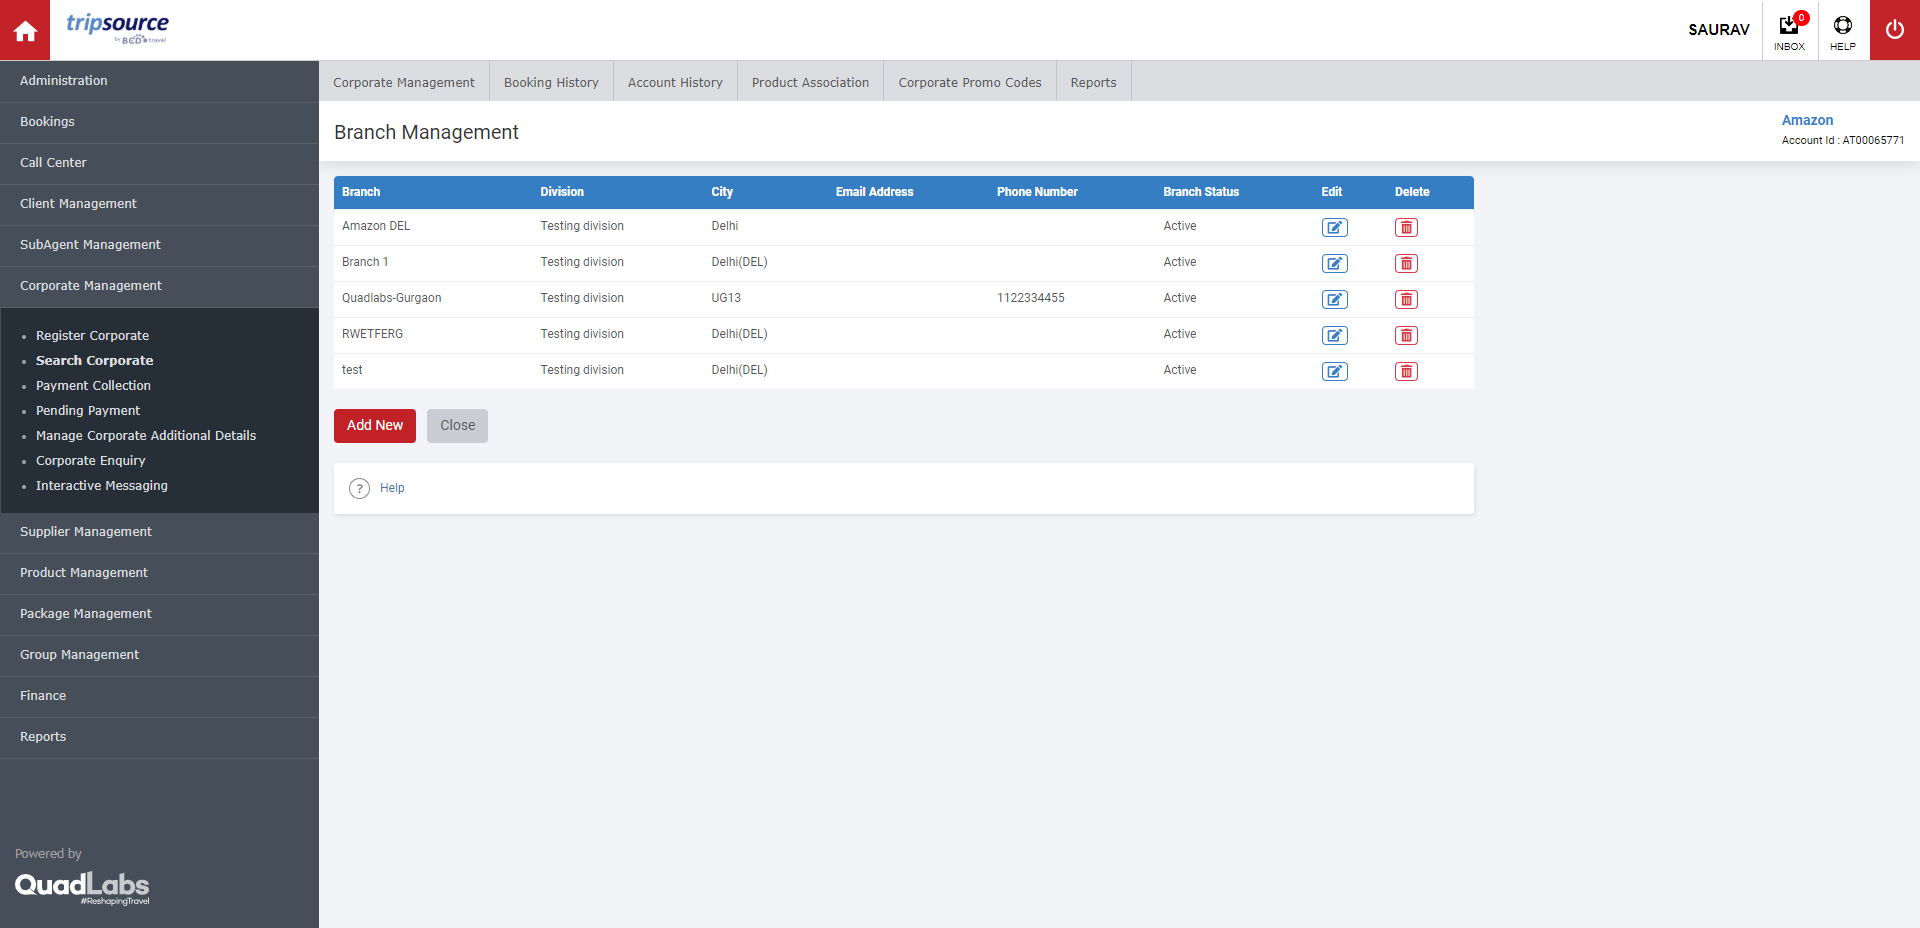 tripsource
by BCD travel
SAURAV
0
INBOX
HELP
Administration
Bookings
Call Center
Client Management
SubAgent Management
Corporate Management
Register Corporate
Search Corporate
Payment Collection
Pending Payment
Manage Corporate Additional Details
Corporate Enquiry
Interactive Messaging
Supplier Management
Product Management
Package Management
Group Management
Finance
Reports
Powered by
QuadLabs
#ReshapingTravel
Corporate Management Booking History Account History Product Association Corporate Promo Codes Reports
Branch Management
Amazon
Account Id : AT00065771
Branch Division City Email Address Phone Number Branch Status Edit Delete
Amazon DEL Testing division Delhi Active
Branch 1 Testing division Delhi(DEL) Active
Quadlabs-Gurgaon Testing division UG13 1122334455 Active
RWETFERG Testing division Delhi(DEL) Active
test Testing division Delhi(DEL) Active
Add New Close
? Help